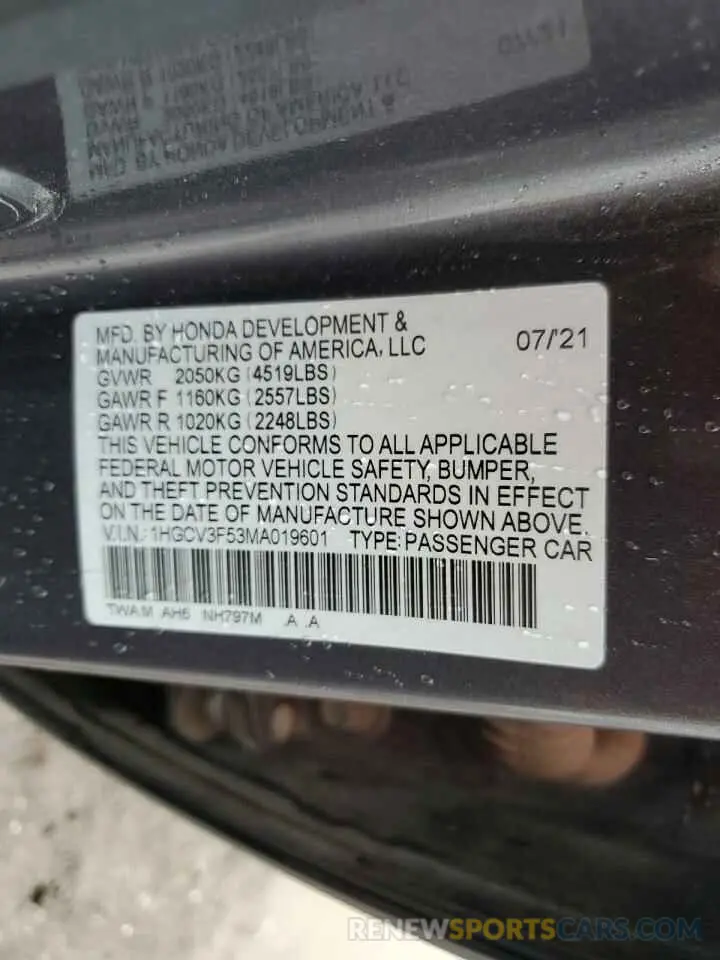 MFD. BY HONDA DEVELOPMENT &
MANUFACTURING OF AMERICA, LLC 07/'21
GVWR 2050KG (4519LBS)
GAWR F 1160KG (2557LBS)
GAWR R 1020KG (2248LBS)
THIS VEHICLE CONFORMS TO ALL APPLICABLE
FEDERAL MOTOR VEHICLE SAFETY, BUMPER,
AND THEFT PREVENTION STANDARDS IN EFFECT
ON THE DATE OF MANUFACTURE SHOWN ABOVE.
V.I.N.: 1HGCV3F53MA019601 TYPE: PASSENGER CAR
TWAM AH5 NH797M .A .A
RENEWSPORTSCARS.COM